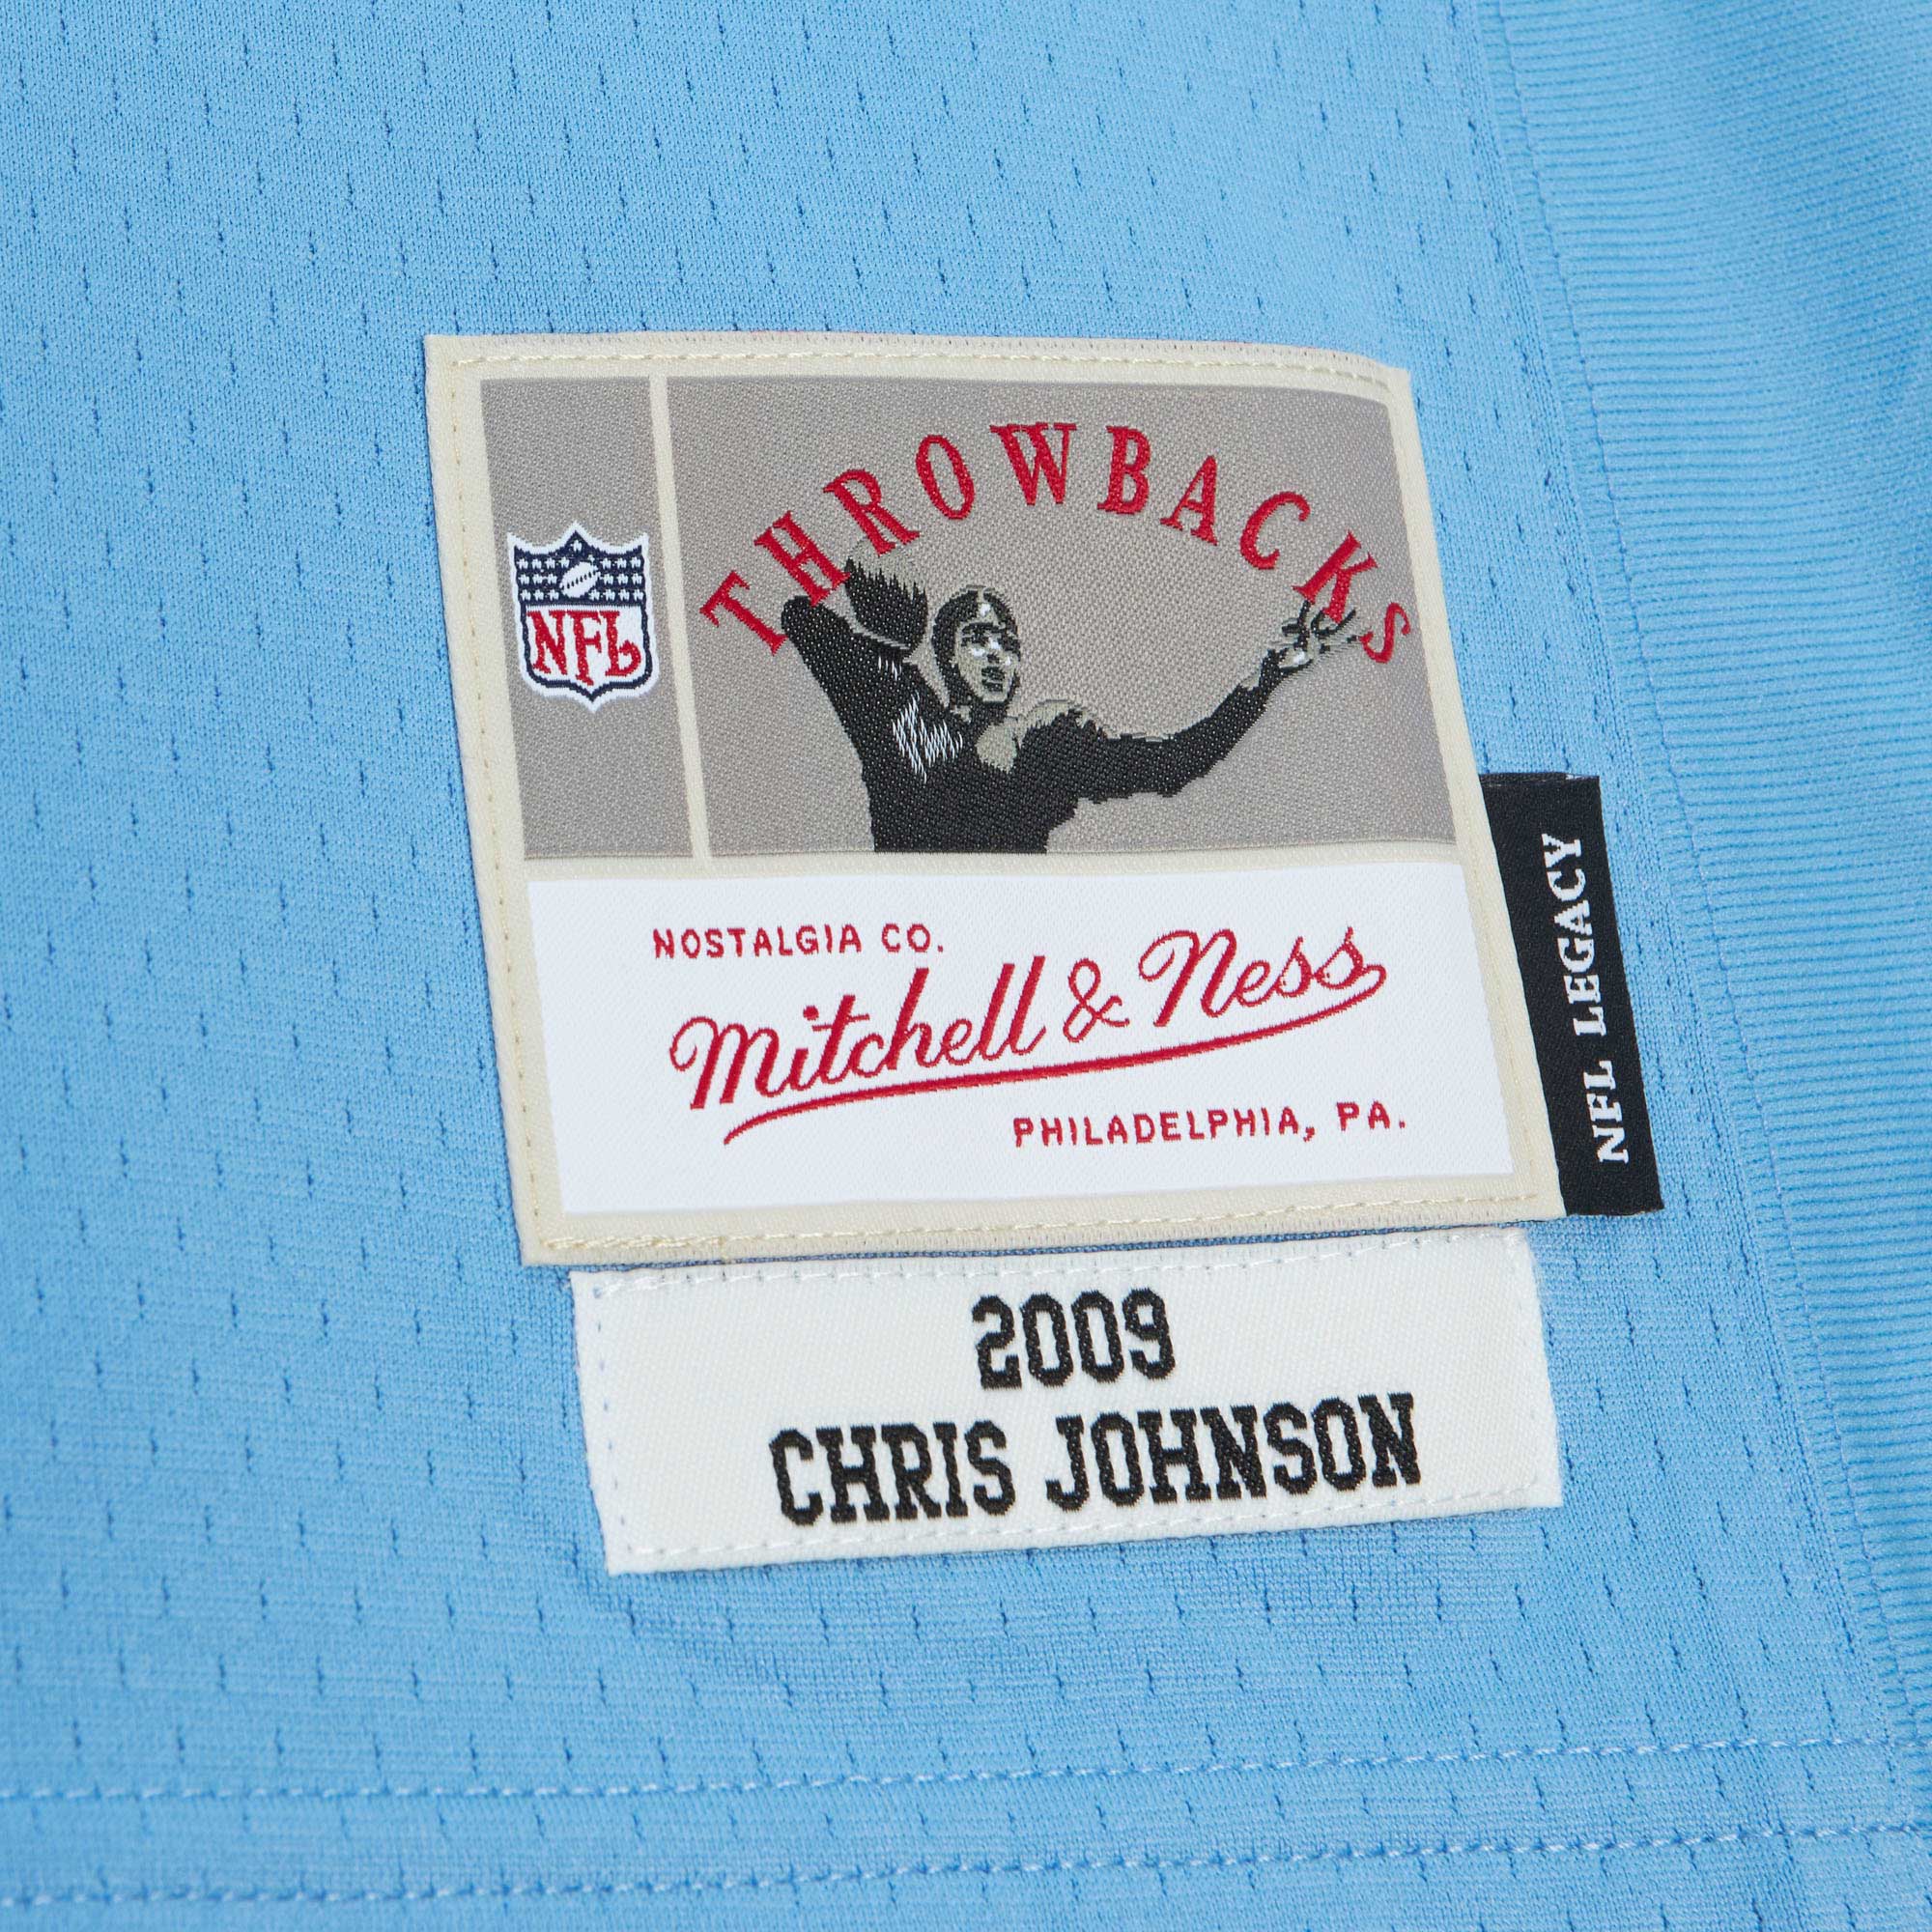 THROWBACKS
NFL
NOSTALGIA CO.
Mitchell & Ness
PHILADELPHIA, PA.
NFL LEGACY
2009
CHRIS JOHNSON